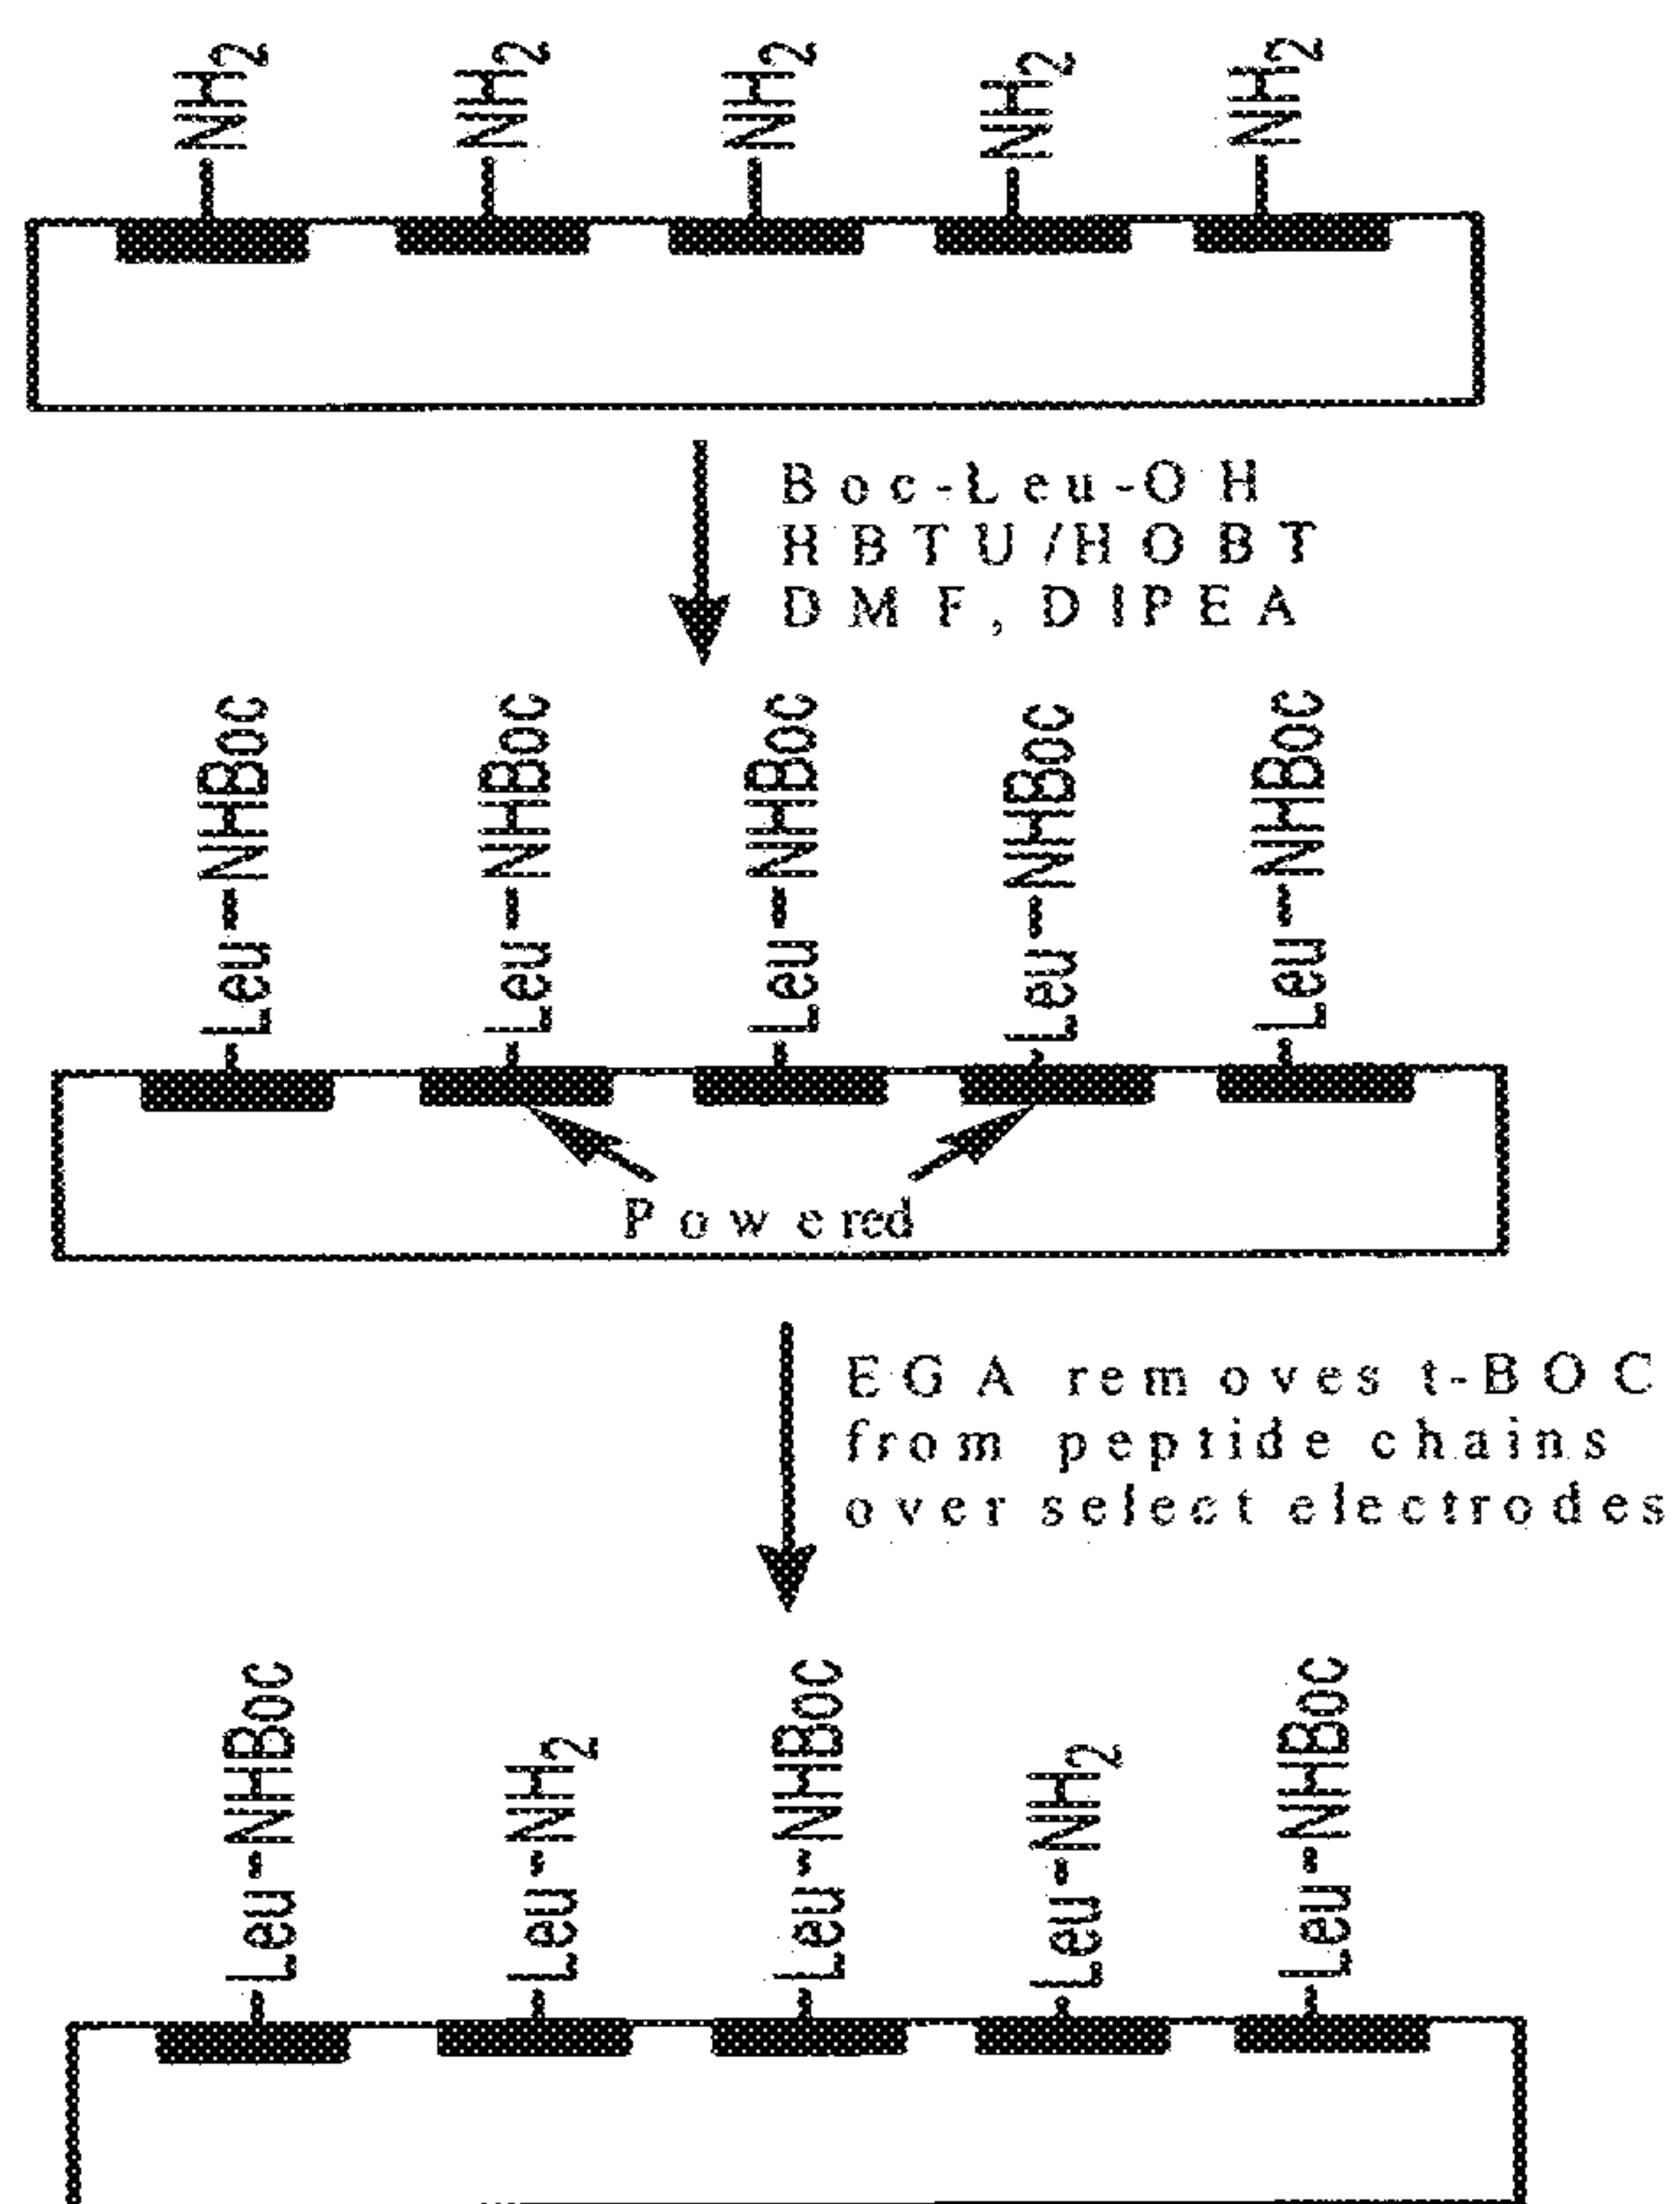 NH2 NH2 NH2 NH2 NH2
Boc-Leu-OH
HBTU/HOBT
DMF, DIPEA
Leu-NHBoc Leu-NHBoc Leu-NHBoc Leu-NHBoc Leu-NHBoc
Powered
EGA removes t-BOC
from peptide chains
over select electrodes
Leu-NHBoc Leu-NH2 Leu-NHBoc Leu-NH2 Leu-NHBoc